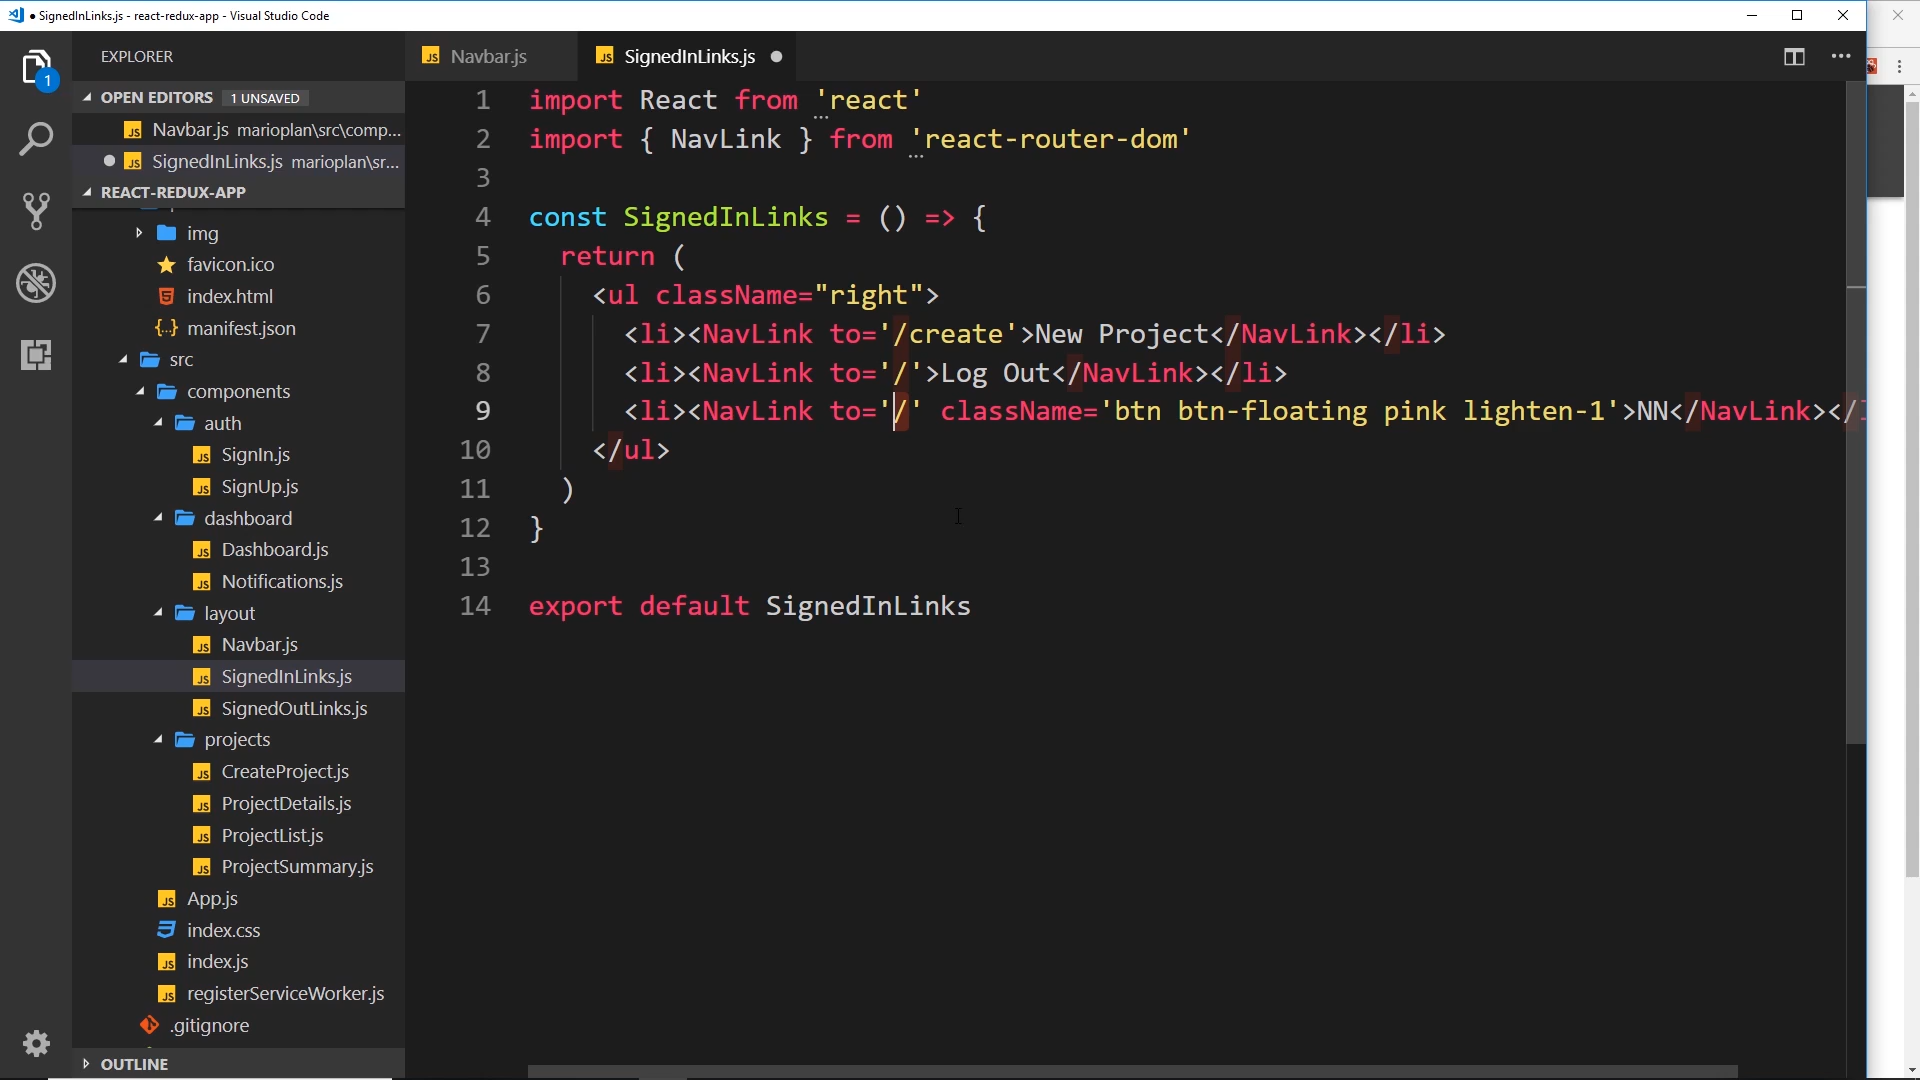 SignedInLinks.js - react-redux-app - Visual Studio Code
EXPLORER
1
OPEN EDITORS 1 UNSAVED
Navbar.js marioplan\src\comp...
SignedInLinks.js marioplan\sr...
REACT-REDUX-APP
img
favicon.ico
index.html
manifest.json
src
components
auth
SignIn.js
SignUp.js
dashboard
Dashboard.js
Notifications.js
layout
Navbar.js
SignedInLinks.js
SignedOutLinks.js
projects
CreateProject.js
ProjectDetails.js
ProjectList.js
ProjectSummary.js
App.js
index.css
index.js
registerServiceWorker.js
.gitignore
OUTLINE
Navbar.js
SignedInLinks.js
1 import React from 'react'
2 import { NavLink } from 'react-router-dom'
3
4 const SignedInLinks = () => {
5 return (
6 <ul className="right">
7 <li><NavLink to='/create'>New Project</NavLink></li>
8 <li><NavLink to='/'>Log Out</NavLink></li>
9 <li><NavLink to='/' className='btn btn-floating pink lighten-1'>NN</NavLink></
10 </ul>
11 )
12 }
13
14 export default SignedInLinks